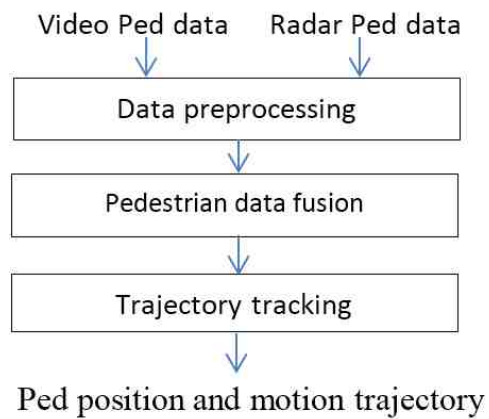 Video Ped data Radar Ped data
Data preprocessing
Pedestrian data fusion
Trajectory tracking
Ped position and motion trajectory